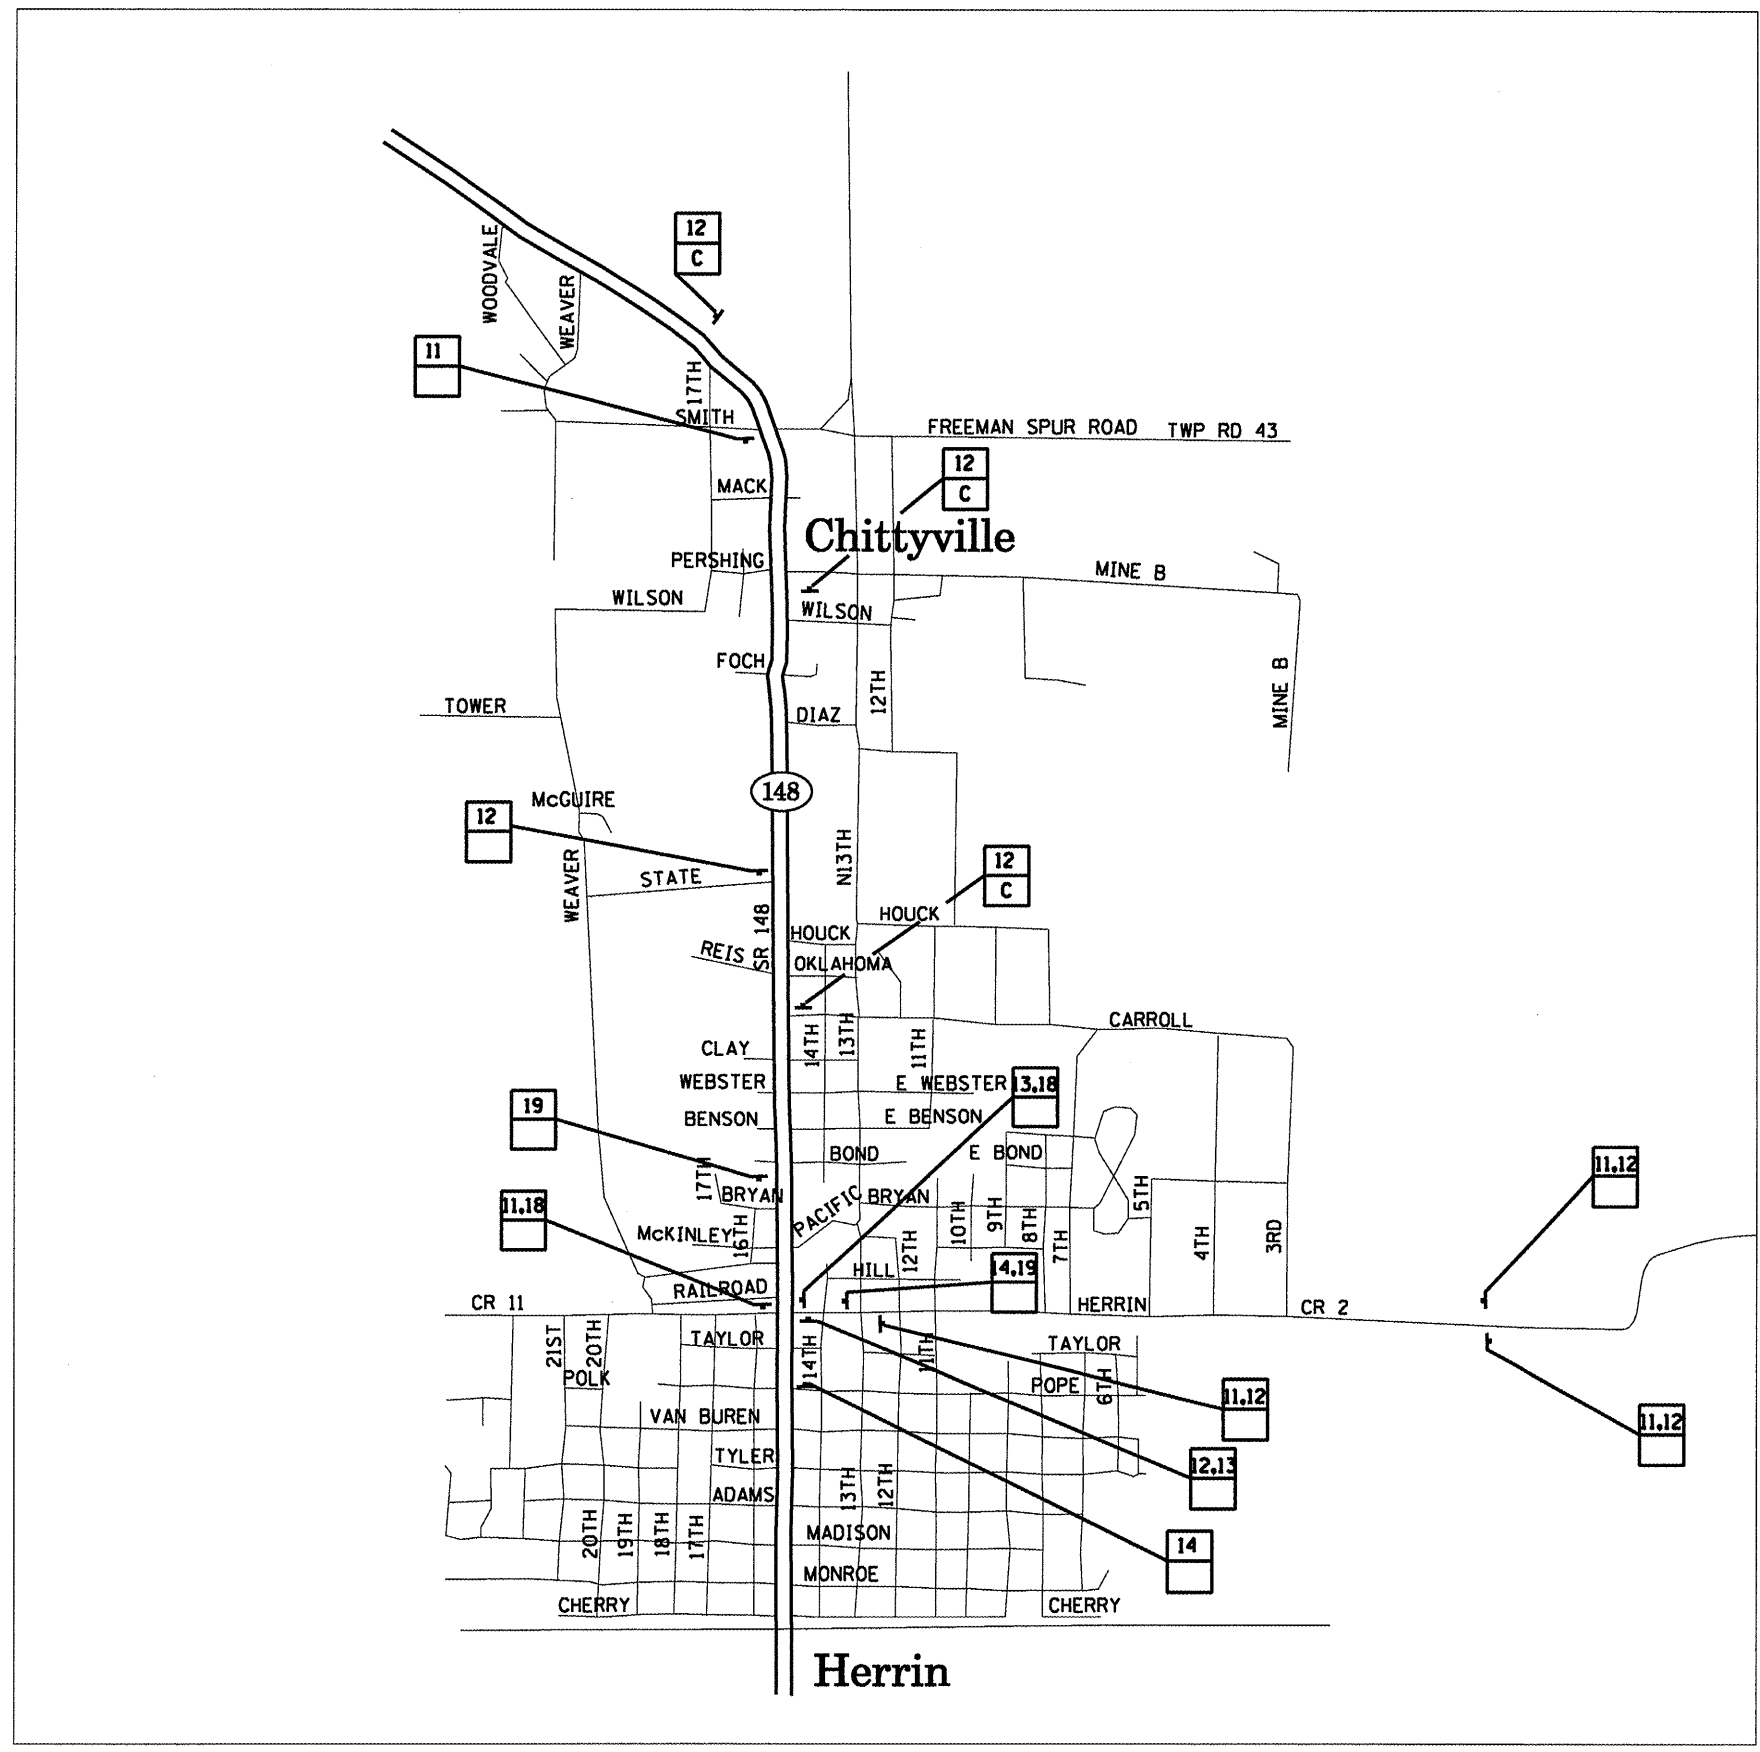 12
C
WOODVALE
WEAVER
11
17TH
SMITH
FREEMAN SPUR ROAD TWP RD 43
12
C
MACK
Chittyville
PERSHING
MINE B
WILSON
WILSON
FOCH
MINE B
12TH
TOWER
DIAZ
148
McGUIRE
12
N13TH
12
C
WEAVER
STATE
SR 148
HOUCK
HOUCK
REIS
OKLAHOMA
CARROLL
14TH
13TH
11TH
CLAY
WEBSTER
E WEBSTER
13,18
19
BENSON
E BENSON
BOND
E BOND
11,12
17TH
BRYAN
PACIFIC
BRYAN
5TH
11,18
McKINLEY
16TH
12TH
10TH
9TH
8TH
7TH
4TH
3RD
HILL
14,19
RAILROAD
CR 11
HERRIN
CR 2
21ST
20TH
TAYLOR
14TH
11TH
TAYLOR
POLK
POPE
6TH
11,12
11,12
VAN BUREN
TYLER
12,13
ADAMS
13TH
12TH
20TH
19TH
18TH
17TH
MADISON
14
MONROE
CHERRY
CHERRY
Herrin